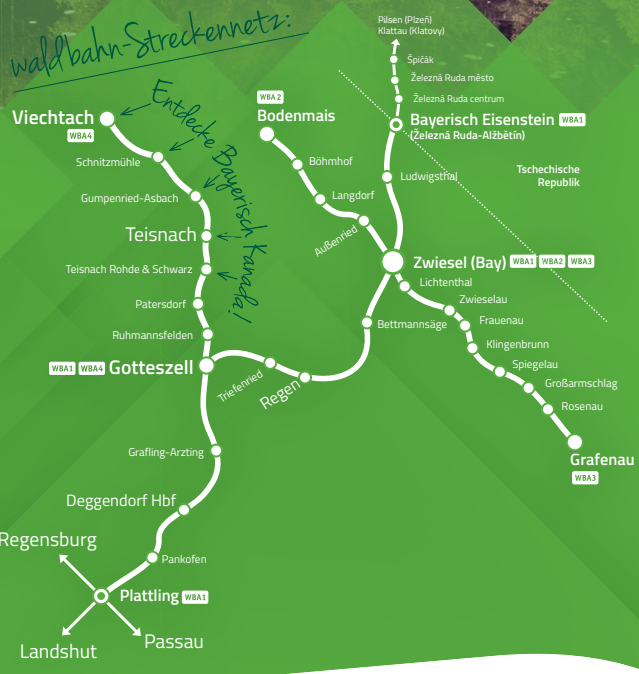 waldbahn-Streckennetz:
Pilsen (Plzeň)
Klattau (Klatovy)
Špičák
Železná Ruda město
Železná Ruda centrum
Bayerisch Eisenstein WBA1
(Železná Ruda-Alžbětín)
Tschechische
Republik
Ludwigsthal
Entdecke Bayerisch Kanada!
Viechtach
WBA4
Schnitzmühle
Gumpenried-Asbach
Teisnach
Teisnach Rohde & Schwarz
Patersdorf
Ruhmannsfelden
WBA1 WBA4 Gotteszell
WBA 2
Bodenmais
Böhmhof
Langdorf
Außenried
Zwiesel (Bay) WBA1 WBA2 WBA3
Lichtenthal
Zwieselau
Frauenau
Klingenbrunn
Spiegelau
Großarmschlag
Rosenau
Grafenau
WBA3
Bettmannsäge
Regen
Triefenried
Grafling-Arzting
Deggendorf Hbf
Pankofen
Plattling WBA1
Regensburg
Landshut
Passau